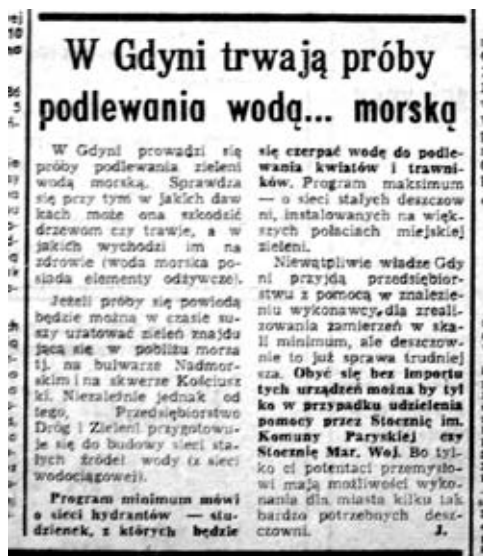 W Gdyni trwają próby
podlewania wodą... morską
W Gdyni prowadzi się
próby podlewania zieleni
wodą morską. Sprawdza
się przy tym w jakich daw
kach może ona szkodzić
drzewom czy trawie, a w
jakich wychodzi im na
zdrowie (woda morska po-
siada elementy odżywcze).
Jeżeli próby się powiodą
będzie można w czasie su-
szy uratować zieleń znajdu
jącą się w pobliżu morza
tj. na bulwarze Nadmor-
skim i na skwerze Kościusz
ki. Niezależnie jednak od
tego, Przedsiębiorstwo
Dróg i Zieleni przygotowu-
je się do budowy sieci sta-
łych źródeł wody (z sieci
wodociągowej).
Program minimum mówi
o sieci hydrantów — stu-
dzienek, z których będzie
się czerpać wodę do podle-
wania kwiatów i trawni-
ków. Program maksimum
— o sieci stałych deszczow
ni, instalowanych na więk-
szych połaciach miejskiej
zieleni.
Niewątpliwie władze Gdy
ni przyjdą przedsiębior-
stwu z pomocą w znalezie-
niu wykonawcy, dla zreali-
zowania zamierzeń w ska-
li minimum, ale deszczow-
nie to już sprawa trudniej
sza. Obyć się bez importu
tych urządzeń można by tyl
ko w przypadku udzielenia
pomocy przez Stocznię im.
Komuny Paryskiej czy
Stocznię Mar. Woj. Bo tyl-
ko ci potentaci przemysło-
wi mają możliwości wyko-
nania dla miasta kilku tak
bardzo potrzebnych deszc-
czowni. J.